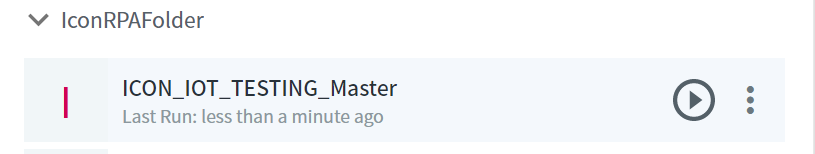 IconRPAFolder
I
ICON_IOT_TESTING_Master
Last Run: less than a minute ago